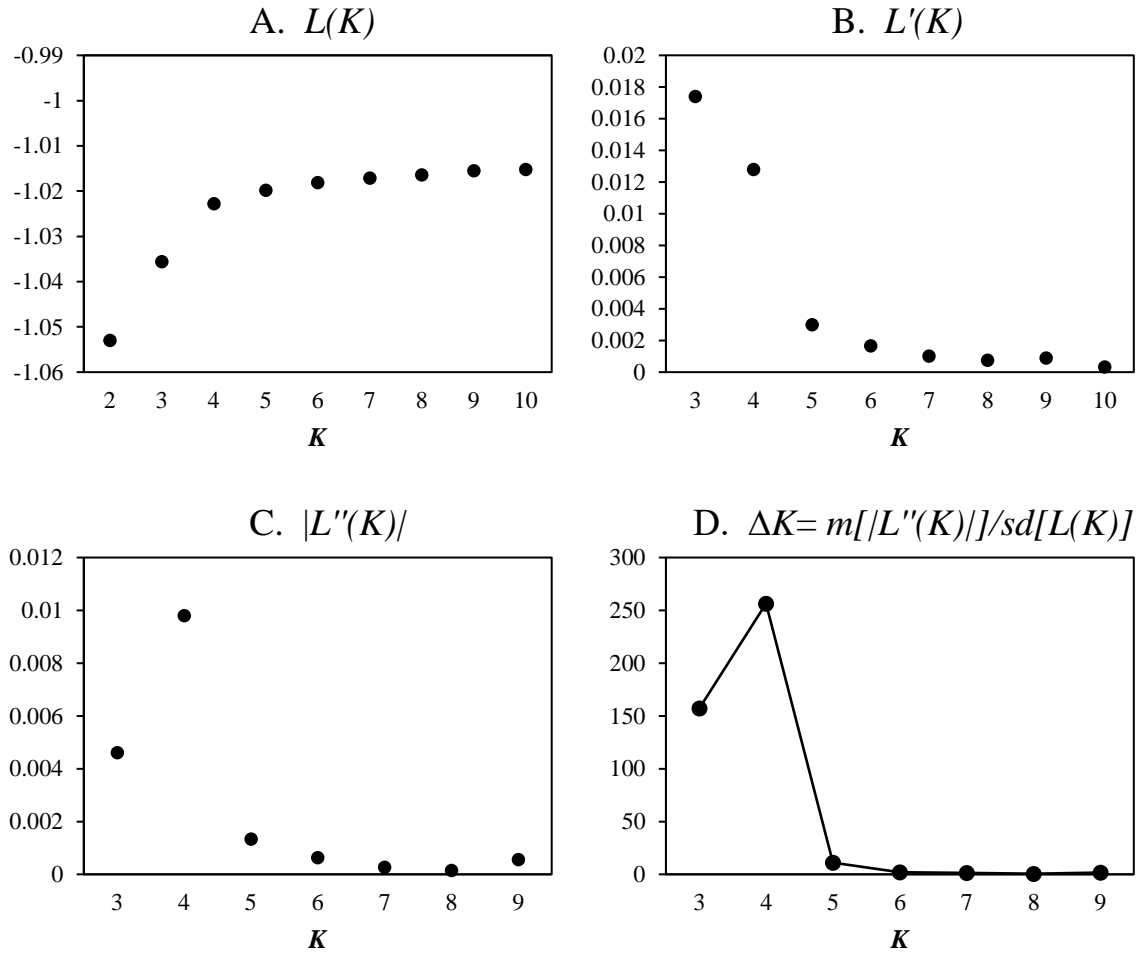 A. L(K)
-0.99
-1
-1.01
-1.02
-1.03
-1.04
-1.05
-1.06
2 3 4 5 6 7 8 9 10
K
B. L'(K)
0.02
0.018
0.016
0.014
0.012
0.01
0.008
0.006
0.004
0.002
0
3 4 5 6 7 8 9 10
K
C. |L''(K)|
0.012
0.01
0.008
0.006
0.004
0.002
0
3 4 5 6 7 8 9
K
D. ΔK= m[|L''(K)|]/sd[L(K)]
300
250
200
150
100
50
0
3 4 5 6 7 8 9
K